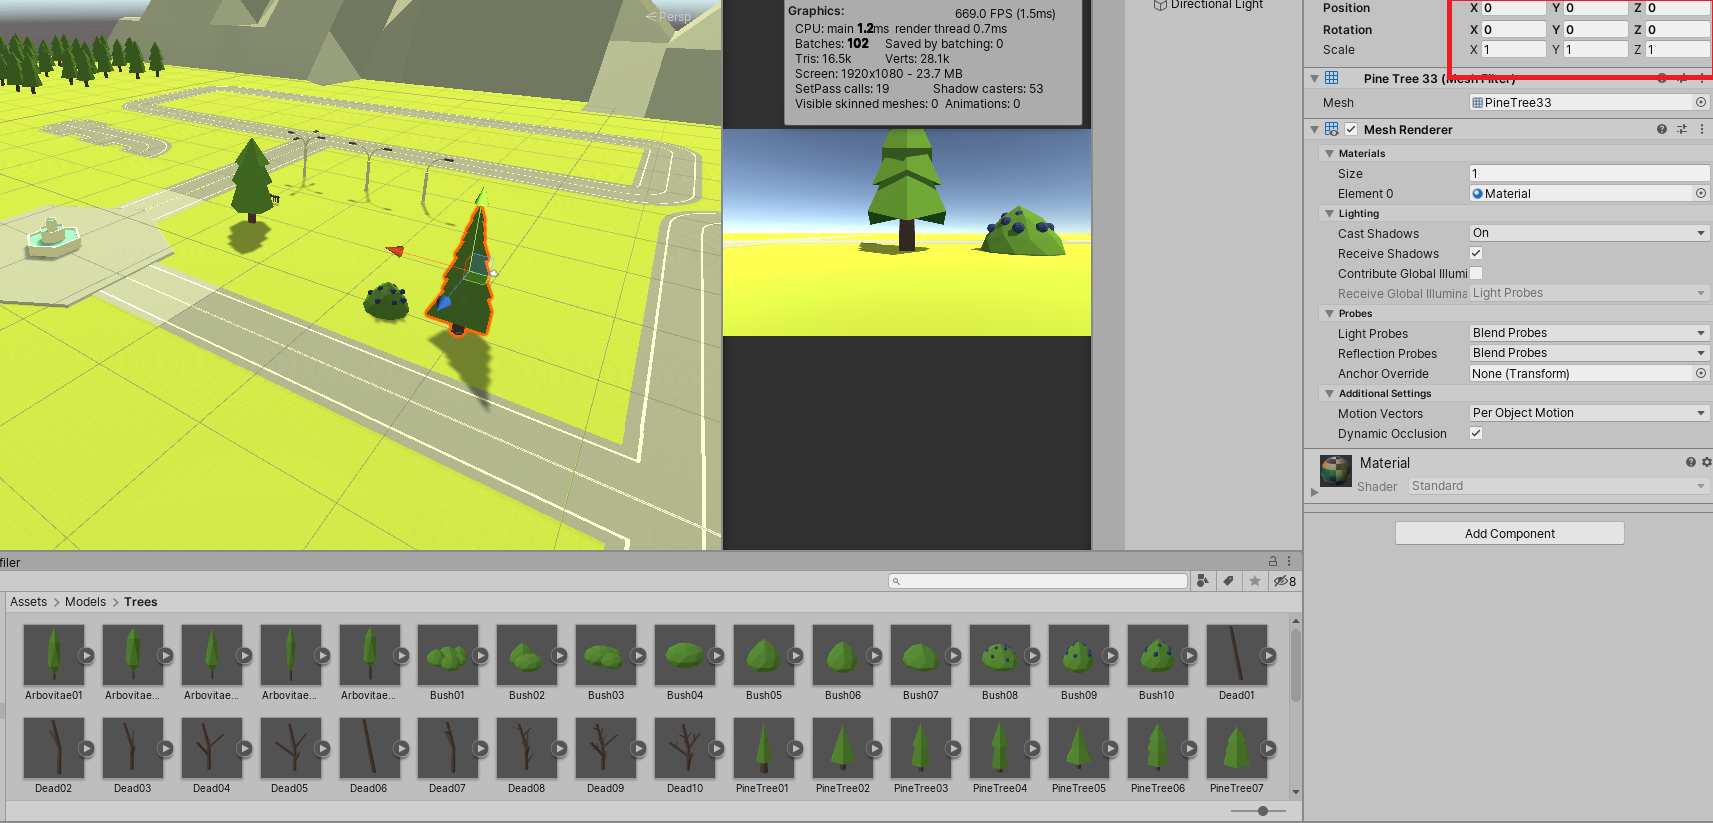 Persp
Graphics:
669.0 FPS (1.5ms)
CPU: main 1.2ms render thread 0.7ms
Batches: 102 Saved by batching: 0
Tris: 16.5k Verts: 28.1k
Screen: 1920x1080 - 23.7 MB
SetPass calls: 19 Shadow casters: 53
Visible skinned meshes: 0 Animations: 0
Directional Light
Position X 0 Y 0 Z 0
Rotation X 0 Y 0 Z 0
Scale X 1 Y 1 Z 1
Pine Tree 33 (Mesh Filter)
Mesh PineTree33
Mesh Renderer
Materials
Size 1
Element 0 Material
Lighting
Cast Shadows On
Receive Shadows
Contribute Global Illumi
Receive Global Illumina Light Probes
Probes
Light Probes Blend Probes
Reflection Probes Blend Probes
Anchor Override None (Transform)
Additional Settings
Motion Vectors Per Object Motion
Dynamic Occlusion
Material
Shader Standard
Add Component
filer
8
Assets > Models > Trees
Arbovitae01 Arbovitae... Arbovitae... Arbovitae... Arbovitae... Bush01 Bush02 Bush03 Bush04 Bush05 Bush06 Bush07 Bush08 Bush09 Bush10 Dead01
Dead02 Dead03 Dead04 Dead05 Dead06 Dead07 Dead08 Dead09 Dead10 PineTree01 PineTree02 PineTree03 PineTree04 PineTree05 PineTree06 PineTree07